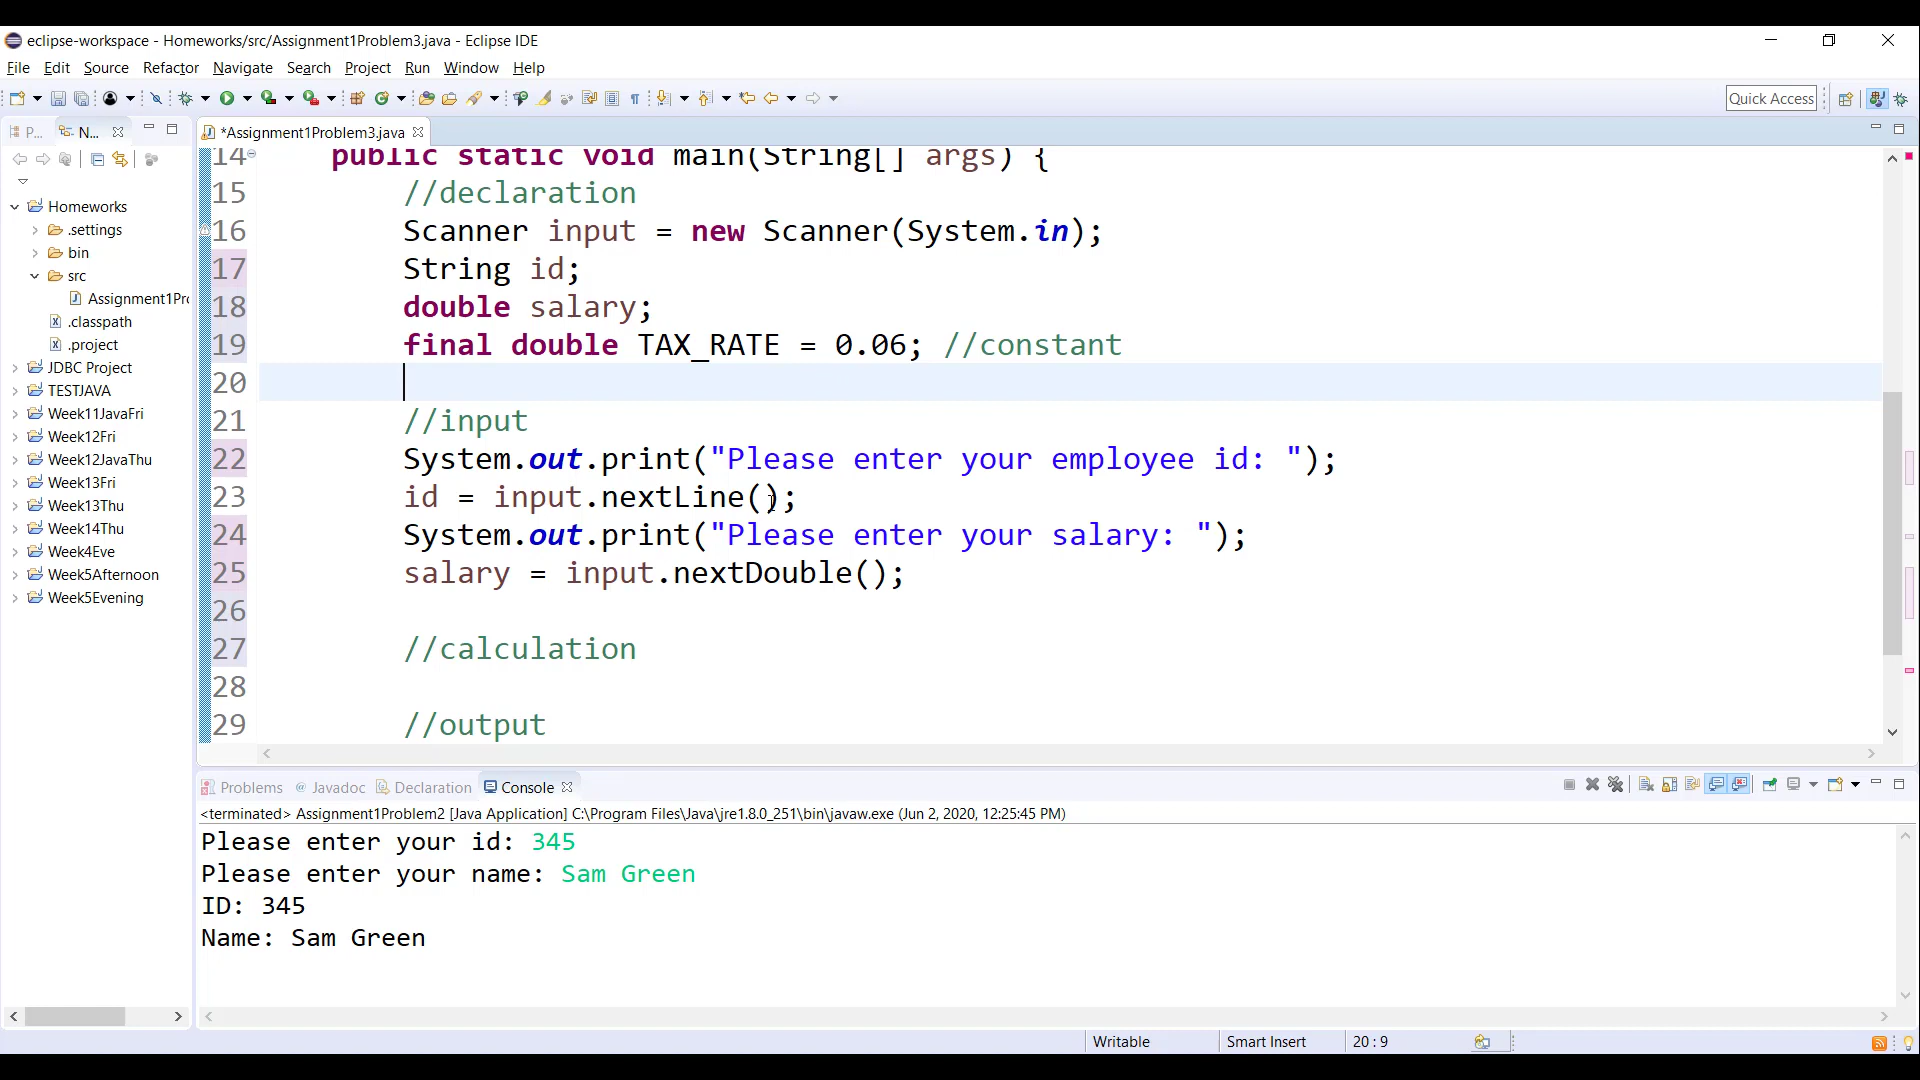 eclipse-workspace - Homeworks/src/Assignment1Problem3.java - Eclipse IDE
File Edit Source Refactor Navigate Search Project Run Window Help
Quick Access
P...
N...
Homeworks
.settings
bin
src
Assignment1Pro
.classpath
.project
JDBC Project
TESTJAVA
Week11JavaFri
Week12Fri
Week12JavaThu
Week13Fri
Week13Thu
Week14Thu
Week4Eve
Week5Afternoon
Week5Evening
*Assignment1Problem3.java
14 public static void main(String[] args) {
15 //declaration
16 Scanner input = new Scanner(System.in);
17 String id;
18 double salary;
19 final double TAX_RATE = 0.06; //constant
20
21 //input
22 System.out.print("Please enter your employee id: ");
23 id = input.nextLine();
24 System.out.print("Please enter your salary: ");
25 salary = input.nextDouble();
26
27 //calculation
28
29 //output
Problems @ Javadoc Declaration Console
<terminated> Assignment1Problem2 [Java Application] C:\Program Files\Java\jre1.8.0_251\bin\javaw.exe (Jun 2, 2020, 12:25:45 PM)
Please enter your id: 345
Please enter your name: Sam Green
ID: 345
Name: Sam Green
Writable Smart Insert 20 : 9